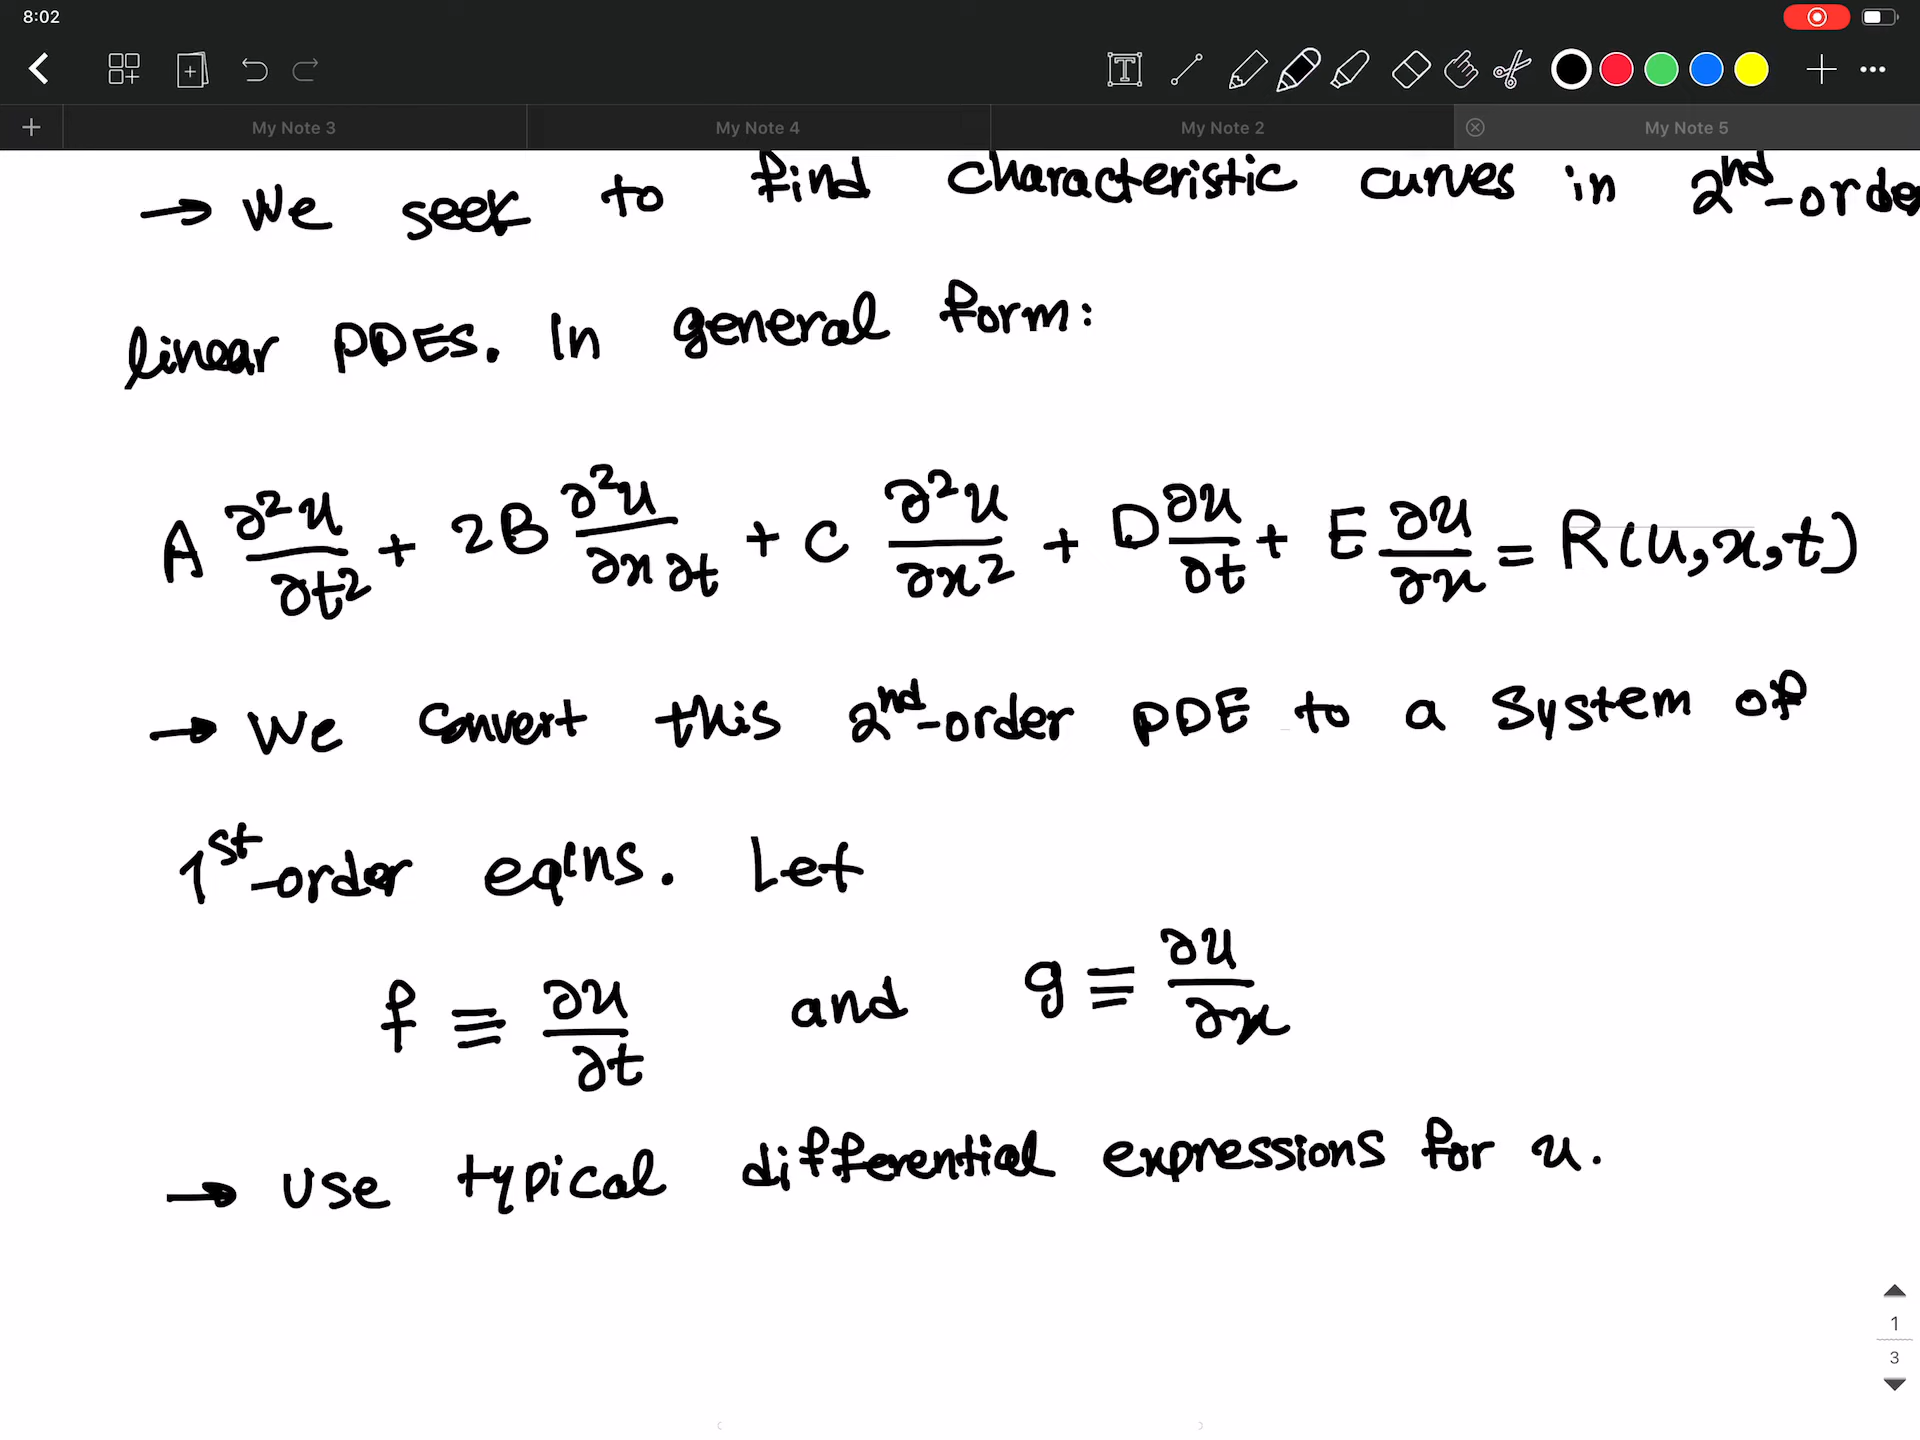 8:02
My Note 3 My Note 4 My Note 2 My Note 5
→ We seek to find characteristic curves in 2nd-order
linear PDES. In general form:
A ∂²u/∂t² + 2B ∂²u/∂x∂t + C ∂²u/∂x² + D ∂u/∂t + E ∂u/∂x = R(u,x,t)
→ We convert this 2nd-order PDE to a system of
1st-order eq'ns. Let
f ≡ ∂u/∂t and g ≡ ∂u/∂x
→ Use typical differential expressions for u.
1
3